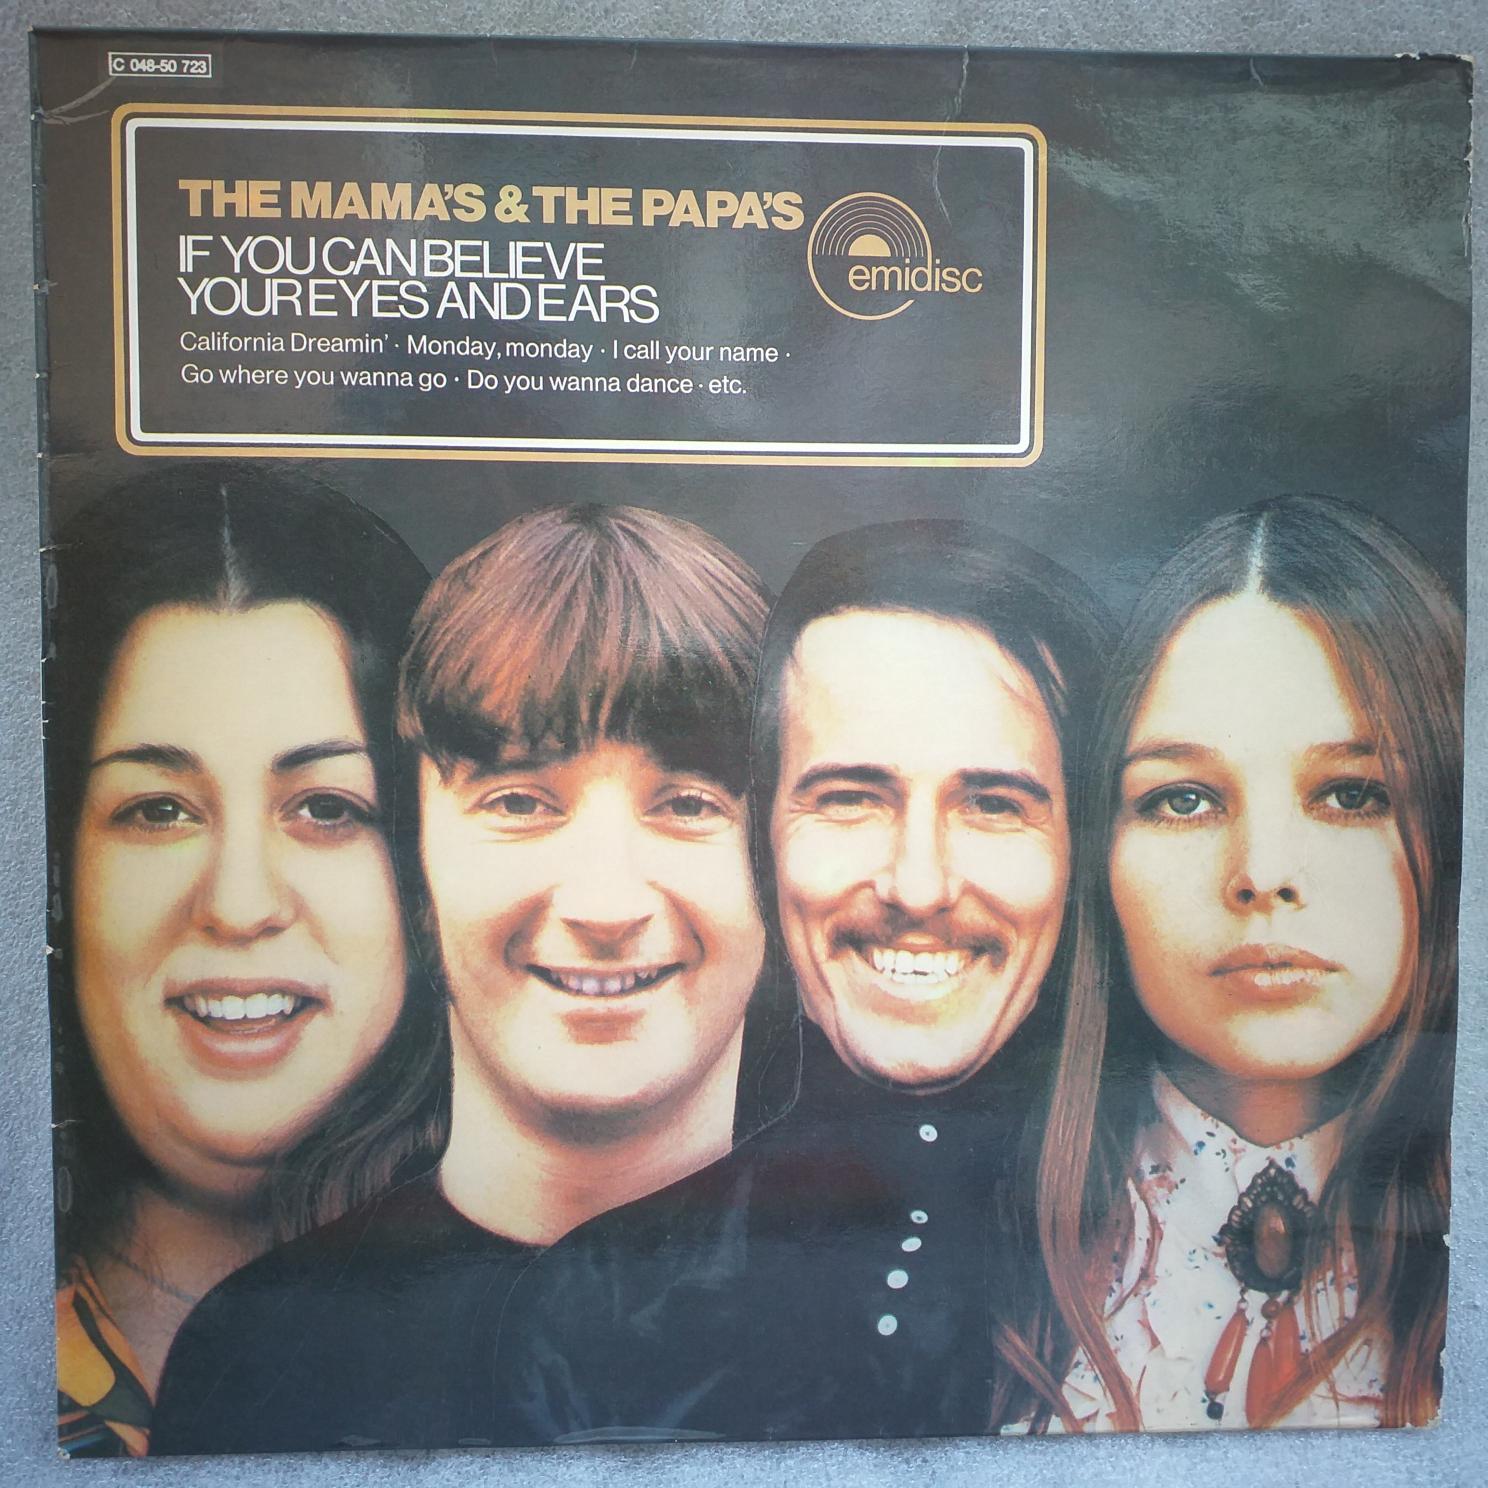 C 048-50 723
THE MAMA'S & THE PAPA'S
IF YOU CAN BELIEVE
YOUR EYES AND EARS
emidisc
California Dreamin' · Monday, monday · I call your name ·
Go where you wanna go · Do you wanna dance · etc.